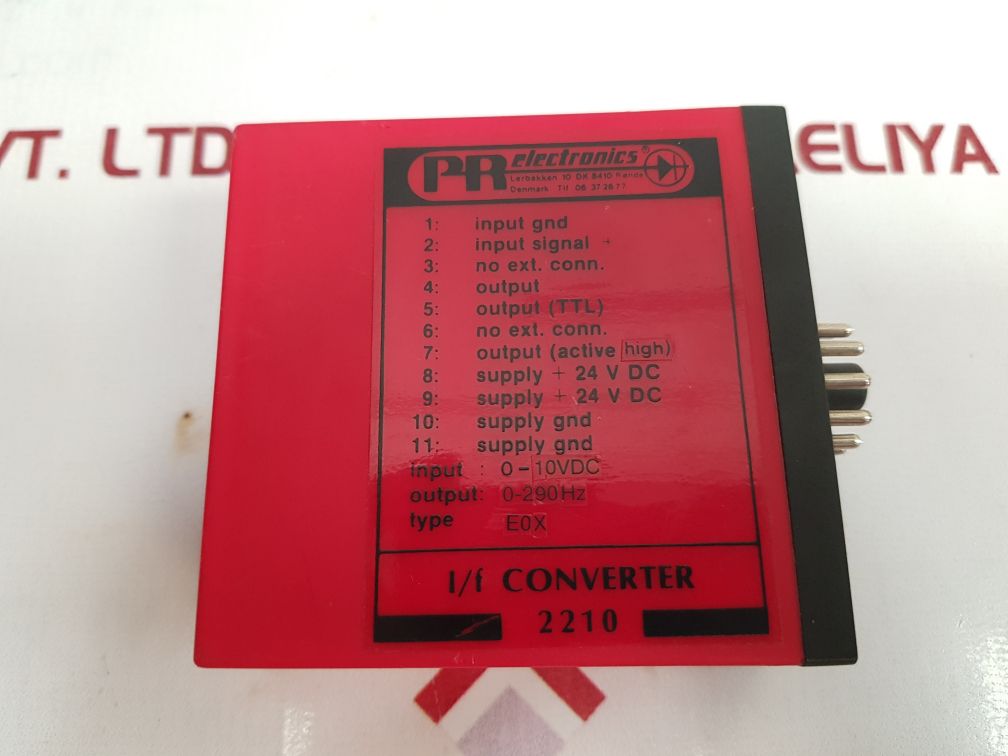 VT. LTD
RELIYA
PR electronics®
Lerbakken 10 DK 8410 Rønde
Denmark Tlf 06 37 26 77
1: input gnd
2: input signal +
3: no ext. conn.
4: output
5: output (TTL)
6: no ext. conn.
7: output (active high)
8: supply + 24 V DC
9: supply + 24 V DC
10: supply gnd
11: supply gnd
input : 0-10VDC
output: 0-290Hz
type E0X
I/f CONVERTER
2210